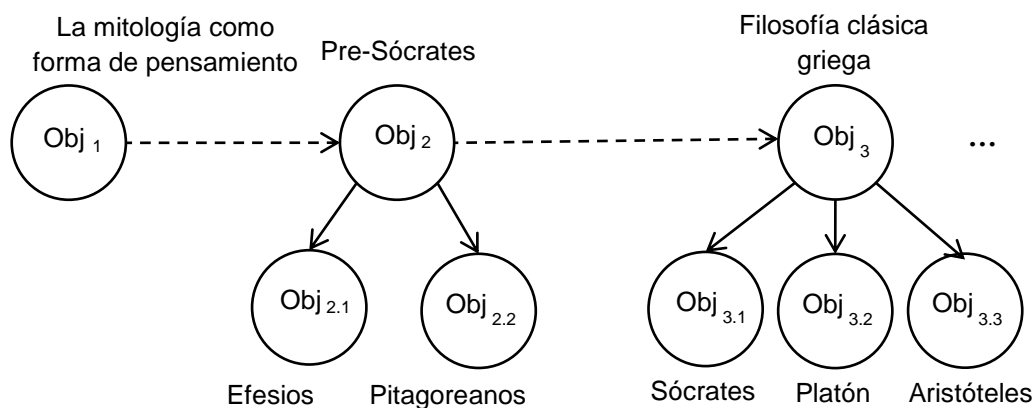 La mitología como
forma de pensamiento
Pre-Sócrates
Filosofía clásica
griega
Obj 1
Obj 2
Obj 3
...
Obj 2.1
Obj 2.2
Obj 3.1
Obj 3.2
Obj 3.3
Efesios
Pitagoreanos
Sócrates
Platón
Aristóteles